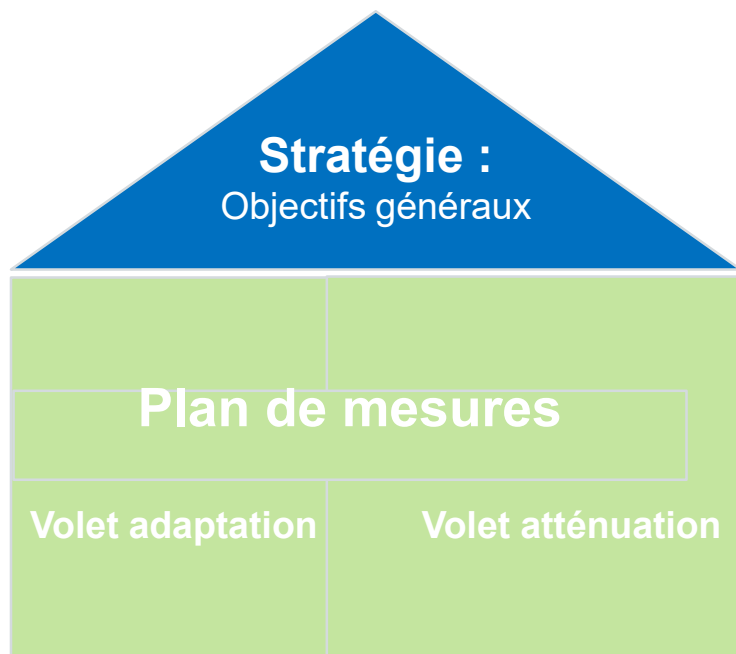 Stratégie :
Objectifs généraux
Plan de mesures
Volet adaptation
Volet atténuation